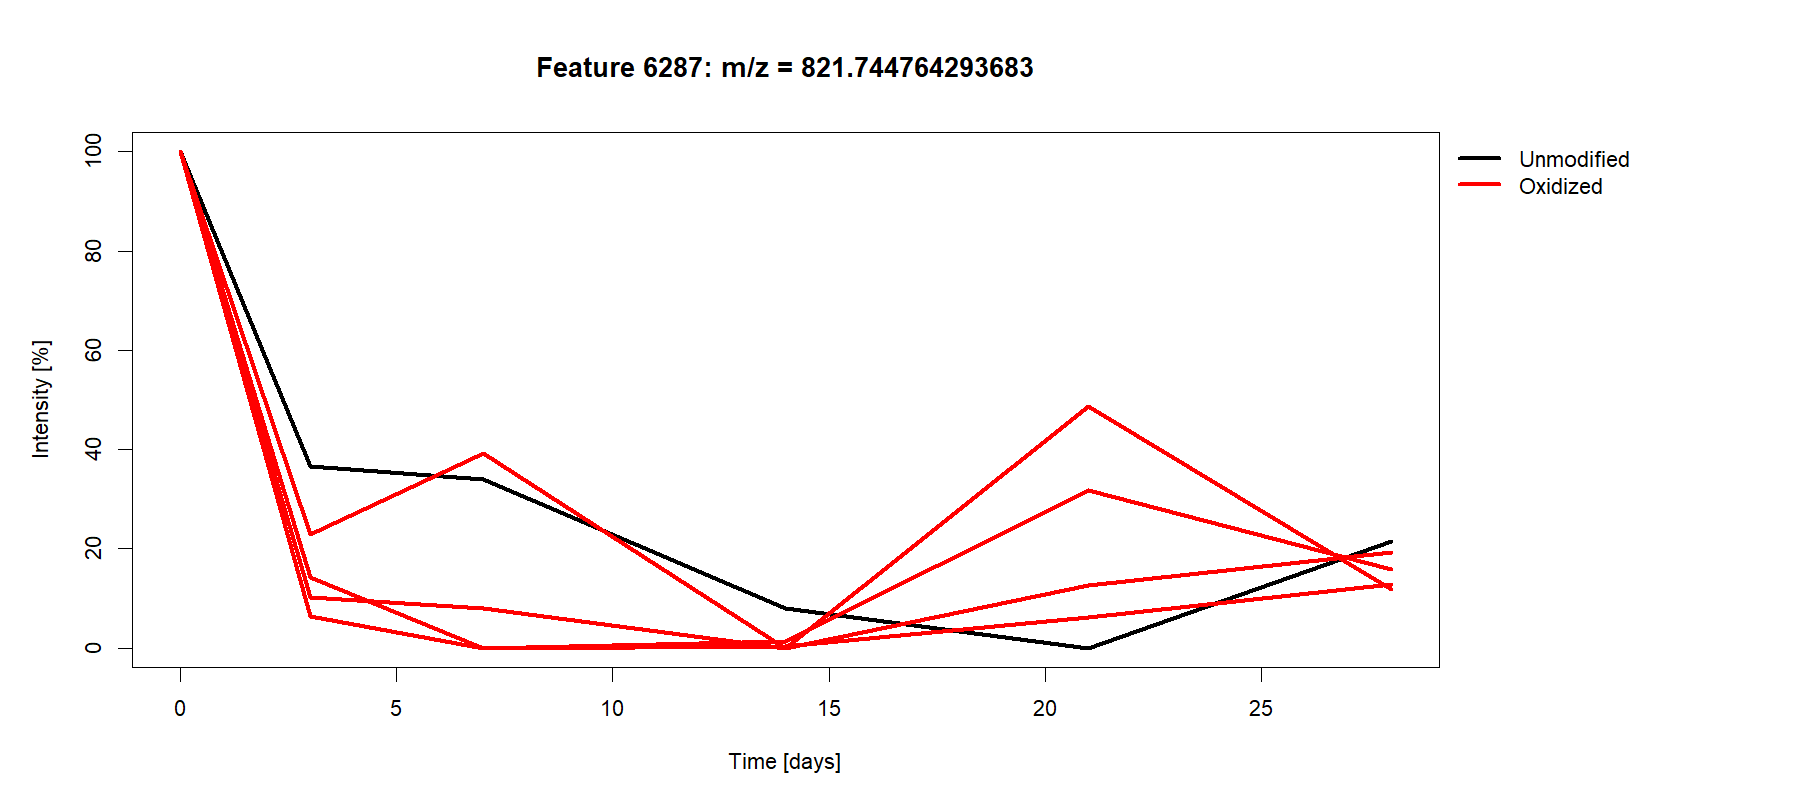 Feature 6287: m/z = 821.744764293683
Unmodified
Oxidized
100
80
60
40
20
0
Intensity [%]
0 5 10 15 20 25
Time [days]